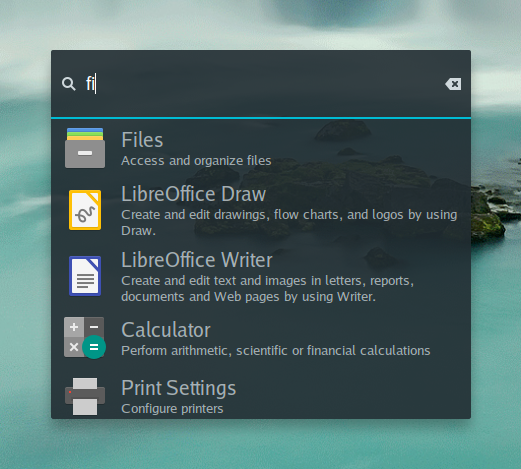 fi
Files
Access and organize files
LibreOffice Draw
Create and edit drawings, flow charts, and logos by using
Draw.
LibreOffice Writer
Create and edit text and images in letters, reports,
documents and Web pages by using Writer.
Calculator
Perform arithmetic, scientific or financial calculations
Print Settings
Configure printers